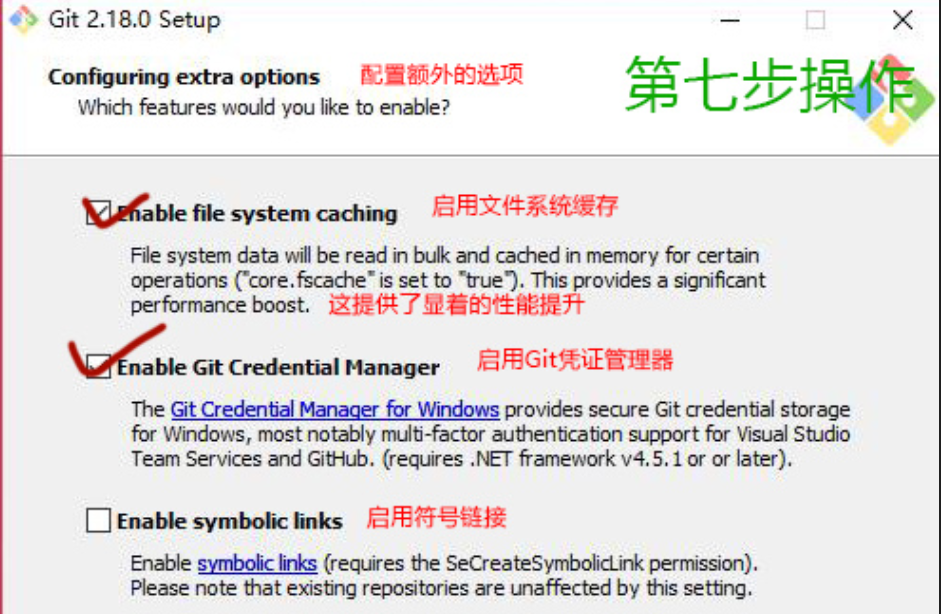 Git 2.18.0 Setup
Configuring extra options 配置额外的选项
第七步操作
Which features would you like to enable?
Enable file system caching 启用文件系统缓存
File system data will be read in bulk and cached in memory for certain
operations ("core.fscache" is set to "true"). This provides a significant
performance boost. 这提供了显着的性能提升
Enable Git Credential Manager 启用Git凭证管理器
The Git Credential Manager for Windows provides secure Git credential storage
for Windows, most notably multi-factor authentication support for Visual Studio
Team Services and GitHub. (requires .NET framework v4.5.1 or or later).
Enable symbolic links 启用符号链接
Enable symbolic links (requires the SeCreateSymbolicLink permission).
Please note that existing repositories are unaffected by this setting.